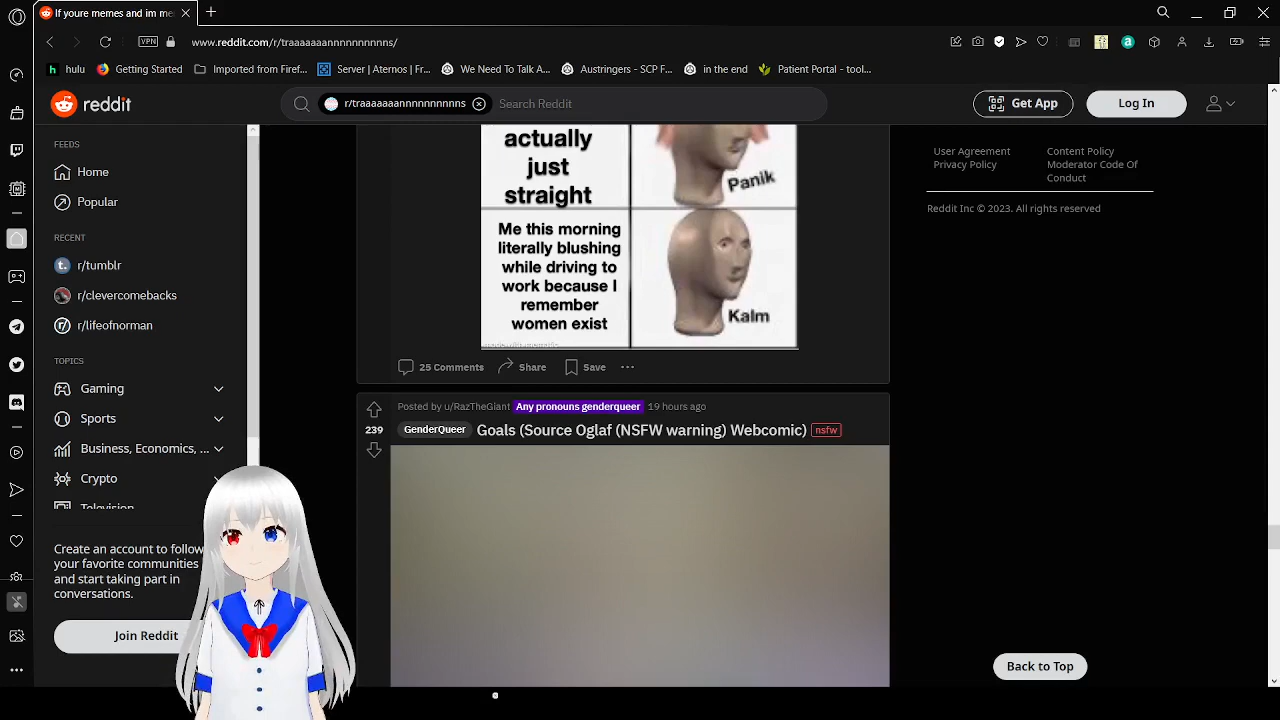 If youre memes and im me
www.reddit.com/r/traaaaaaannnnnnnnnns/
VPN
hulu
Getting Started
Imported from Firef...
Server | Aternos | Fr...
We Need To Talk A...
Austringers - SCP F...
in the end
Patient Portal - tool...
reddit
r/traaaaaaannnnnnnnnns
Search Reddit
Get App
Log In
FEEDS
Home
Popular
RECENT
r/tumblr
r/clevercomebacks
r/lifeofnorman
TOPICS
Gaming
Sports
Business, Economics, ...
Crypto
Television
Create an account to follow
your favorite communities
and start taking part in
conversations.
Join Reddit
actually
just
straight
Panik
Me this morning
literally blushing
while driving to
work because I
remember
women exist
Kalm
25 Comments
Share
Save
Posted by u/RazTheGiant Any pronouns genderqueer 19 hours ago
239
GenderQueer Goals (Source Oglaf (NSFW warning) Webcomic) nsfw
User Agreement
Privacy Policy
Content Policy
Moderator Code Of
Conduct
Reddit Inc © 2023. All rights reserved
Back to Top